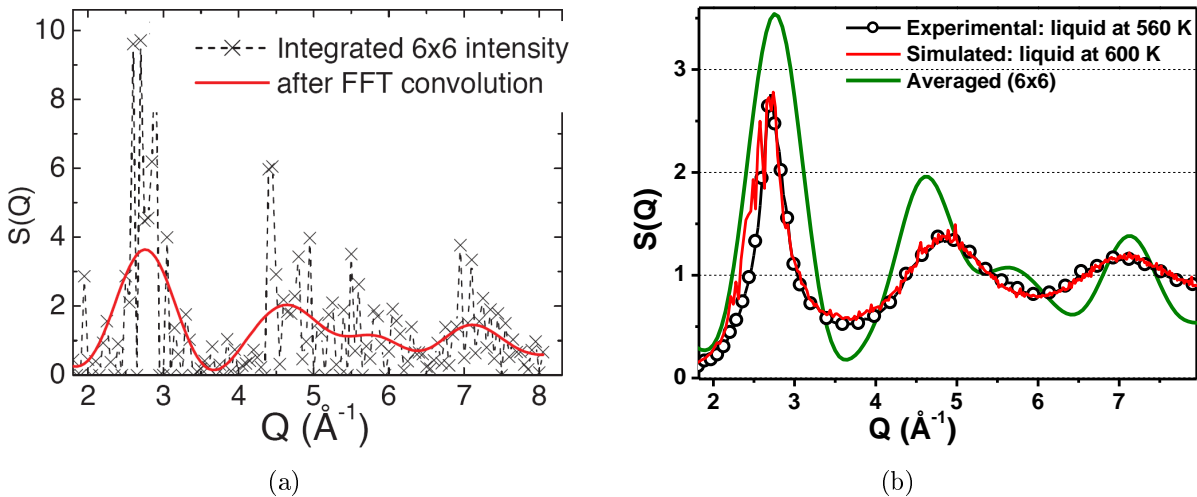 10
8
6
4
2
0
S(Q)
Integrated 6x6 intensity
after FFT convolution
2 3 4 5 6 7 8
Q (Å⁻¹)
(a)
3
2
1
0
S(Q)
Experimental: liquid at 560 K
Simulated: liquid at 600 K
Averaged (6x6)
2 3 4 5 6 7
Q (Å⁻¹)
(b)